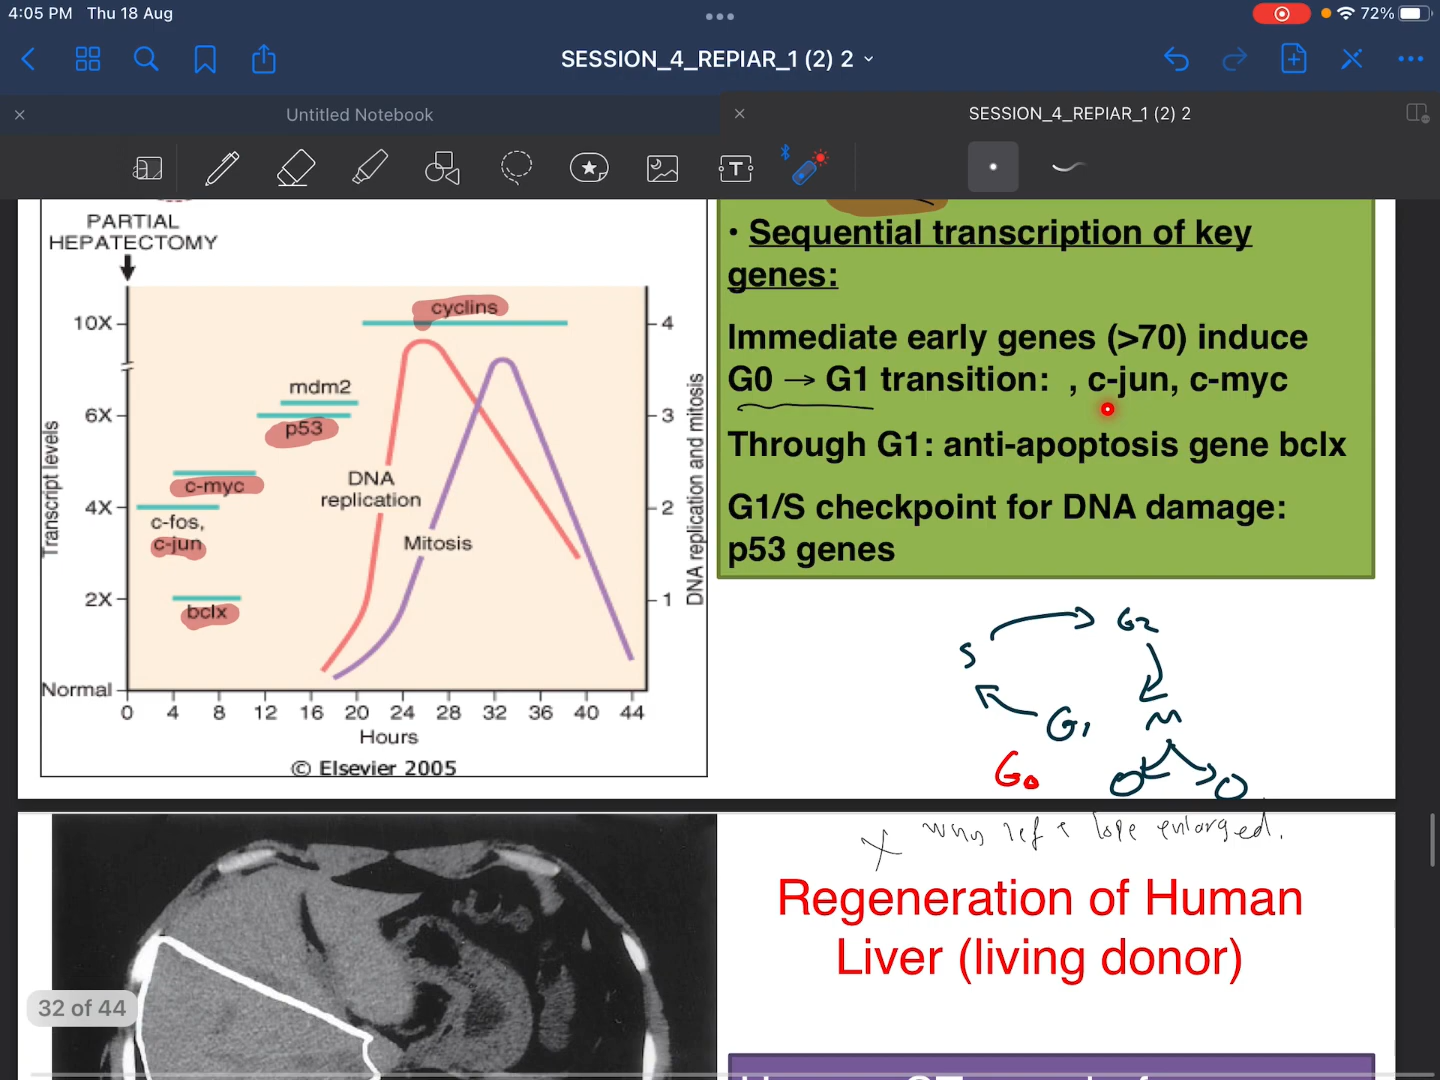 4:05 PM Thu 18 Aug
72%
SESSION_4_REPIAR_1 (2) 2
Untitled Notebook
SESSION_4_REPIAR_1 (2) 2
T
PARTIAL
HEPATECTOMY
10X
6X
4X
2X
Normal
Transcript levels
cyclins
mdm2
p53
c-myc
c-fos,
c-jun
bclx
DNA
replication
Mitosis
4
3
2
1
DNA replication and mitosis
0 4 8 12 16 20 24 28 32 36 40 44
Hours
© Elsevier 2005
• Sequential transcription of key
genes:
Immediate early genes (>70) induce
G0 → G1 transition: , c-jun, c-myc
Through G1: anti-apoptosis gene bclx
G1/S checkpoint for DNA damage:
p53 genes
S G2
G1 M
G0
enlarged.
Regeneration of Human
Liver (living donor)
32 of 44